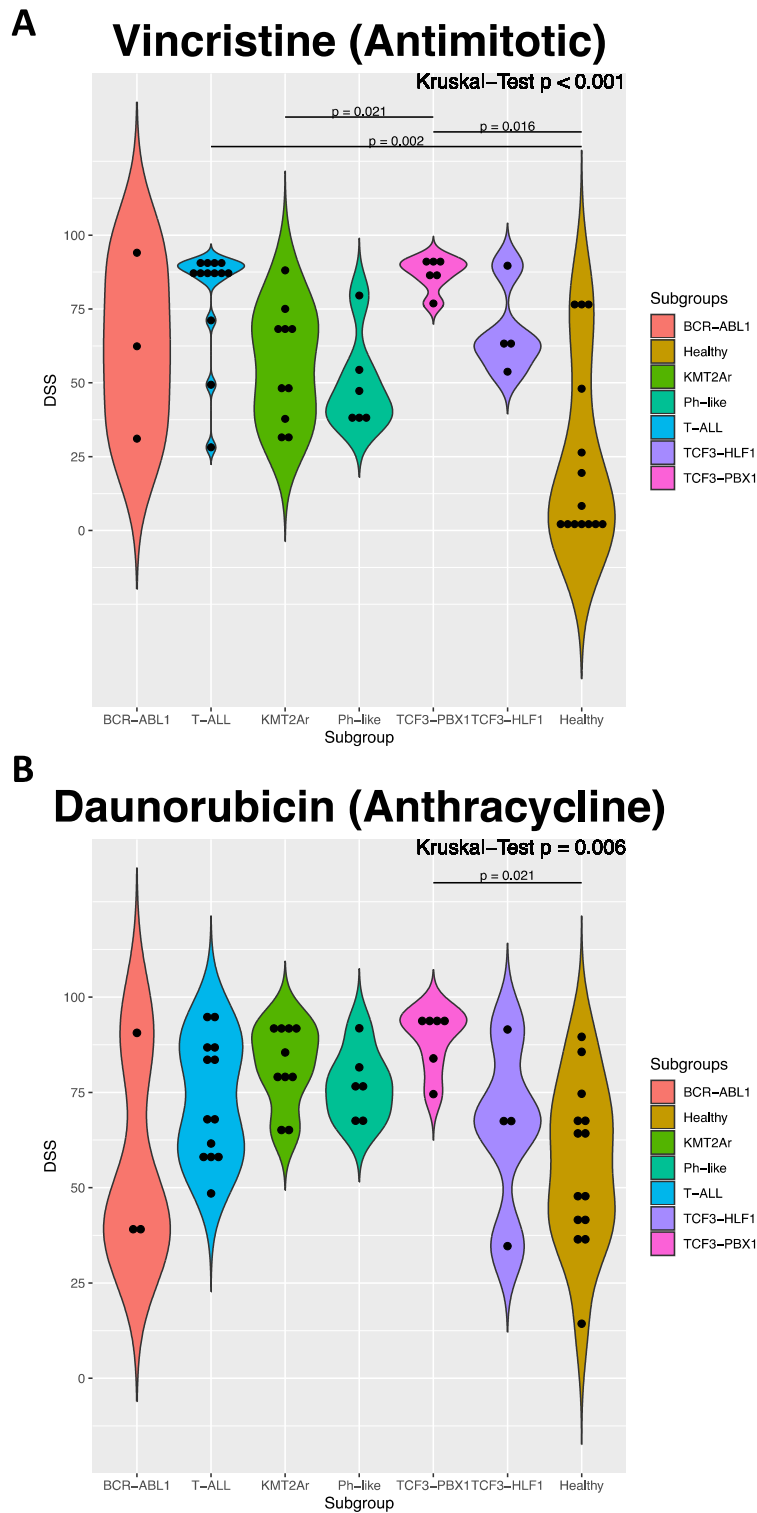 A
Vincristine (Antimitotic)
Kruskal−Test p < 0.001
p = 0.021
p = 0.016
p = 0.002
100
75
50
25
0
DSS
BCR−ABL1 T−ALL KMT2Ar Ph−like TCF3−PBX1 TCF3−HLF1 Healthy
Subgroup
Subgroups
BCR−ABL1
Healthy
KMT2Ar
Ph−like
T−ALL
TCF3−HLF1
TCF3−PBX1
B
Daunorubicin (Anthracycline)
Kruskal−Test p = 0.006
p = 0.021
100
75
50
25
0
DSS
BCR−ABL1 T−ALL KMT2Ar Ph−like TCF3−PBX1 TCF3−HLF1 Healthy
Subgroup
Subgroups
BCR−ABL1
Healthy
KMT2Ar
Ph−like
T−ALL
TCF3−HLF1
TCF3−PBX1